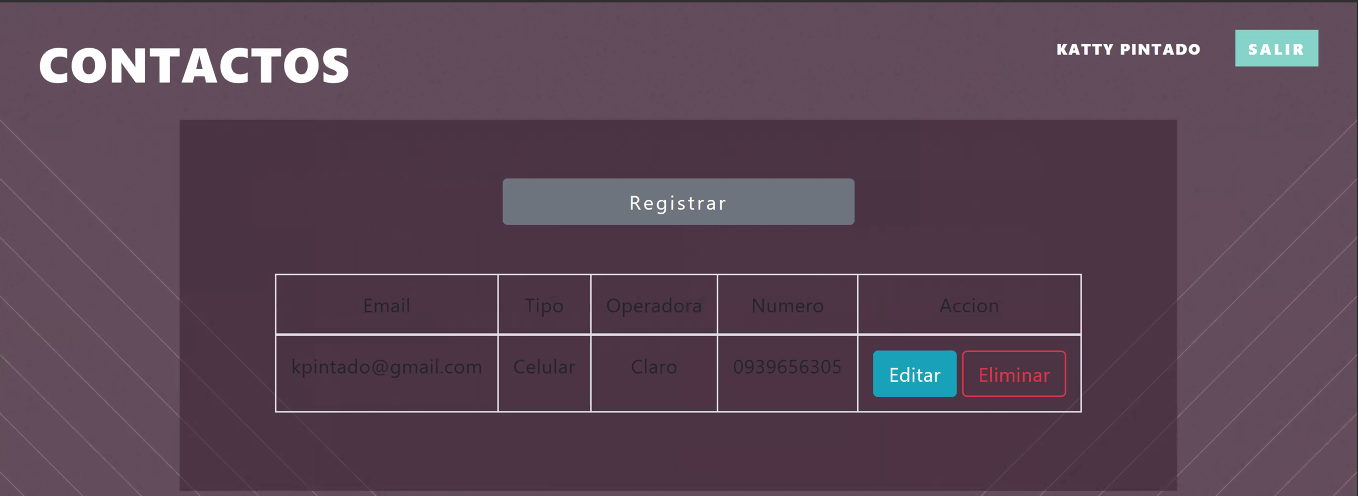 CONTACTOS
KATTY PINTADO SALIR
Registrar
Email Tipo Operadora Numero Accion
kpintado@gmail.com Celular Claro 0939656305 Editar Eliminar